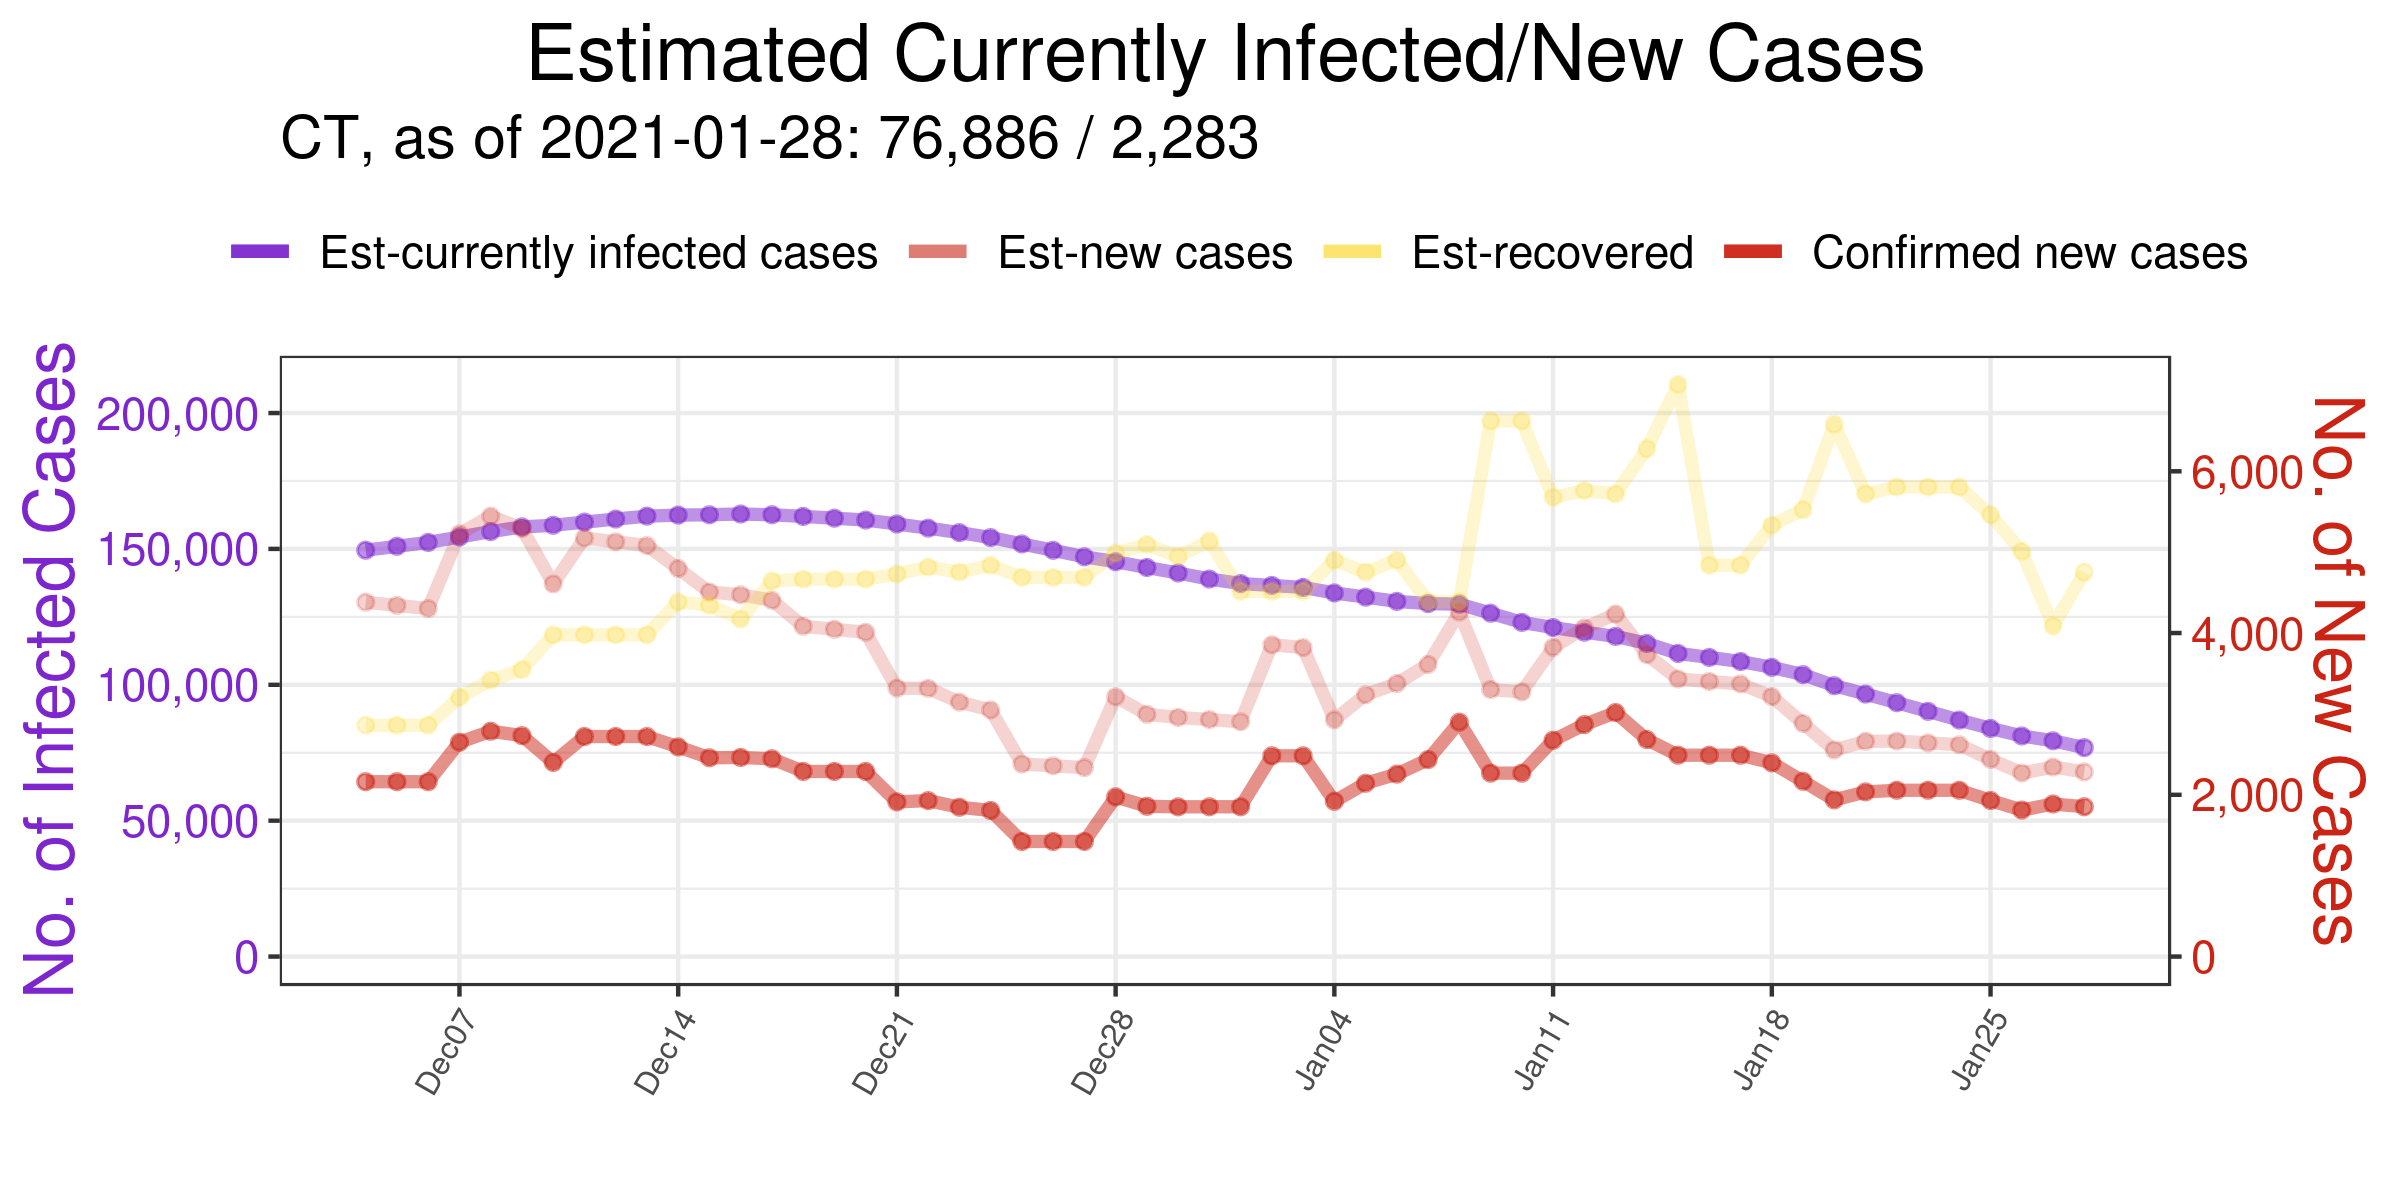 Estimated Currently Infected/New Cases
CT, as of 2021-01-28: 76,886 / 2,283
Est-currently infected cases Est-new cases Est-recovered Confirmed new cases
No. of Infected Cases
200,000
150,000
100,000
50,000
0
6,000
4,000
2,000
0
No. of New Cases
Dec07 Dec14 Dec21 Dec28 Jan04 Jan11 Jan18 Jan25